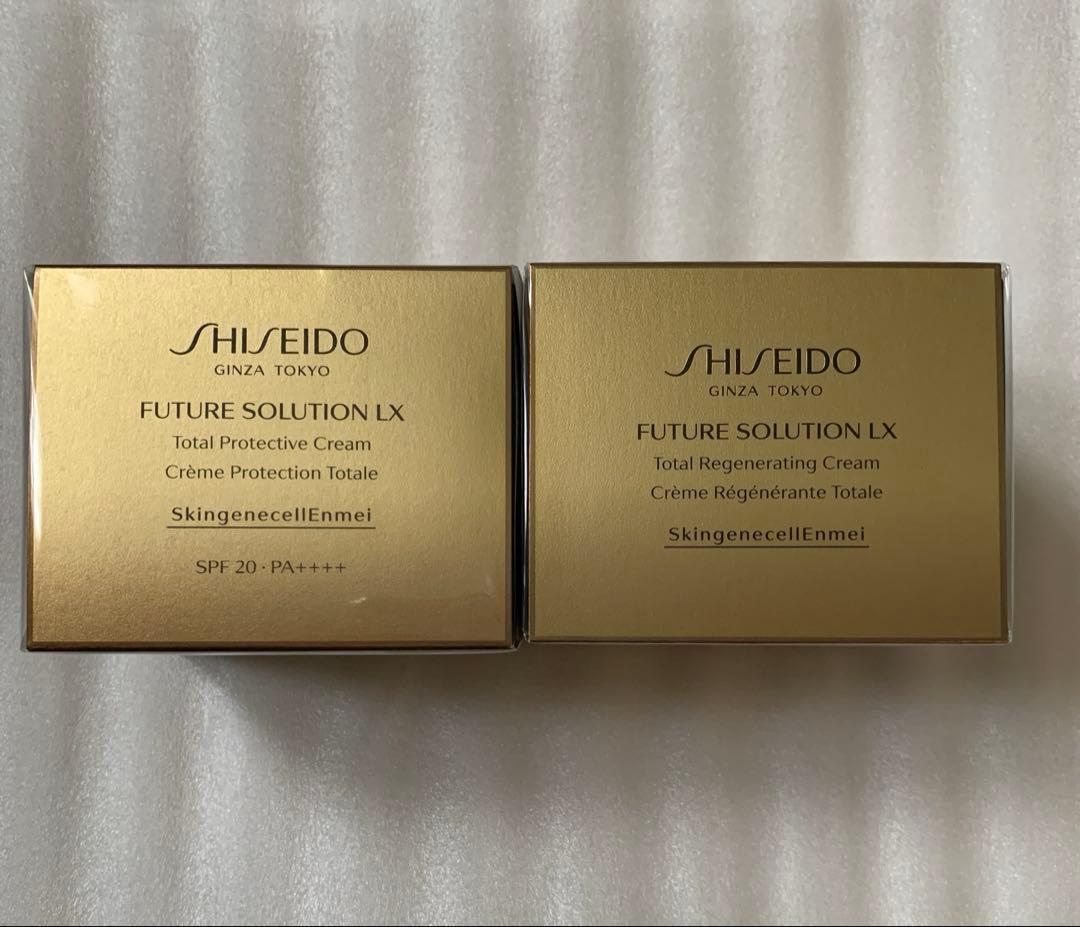 SHISEIDO
GINZA TOKYO
FUTURE SOLUTION LX
Total Protective Cream
Crème Protection Totale
SkingenecellEnmei
SPF 20 · PA++++
SHISEIDO
GINZA TOKYO
FUTURE SOLUTION LX
Total Regenerating Cream
Crème Régénérante Totale
SkingenecellEnmei